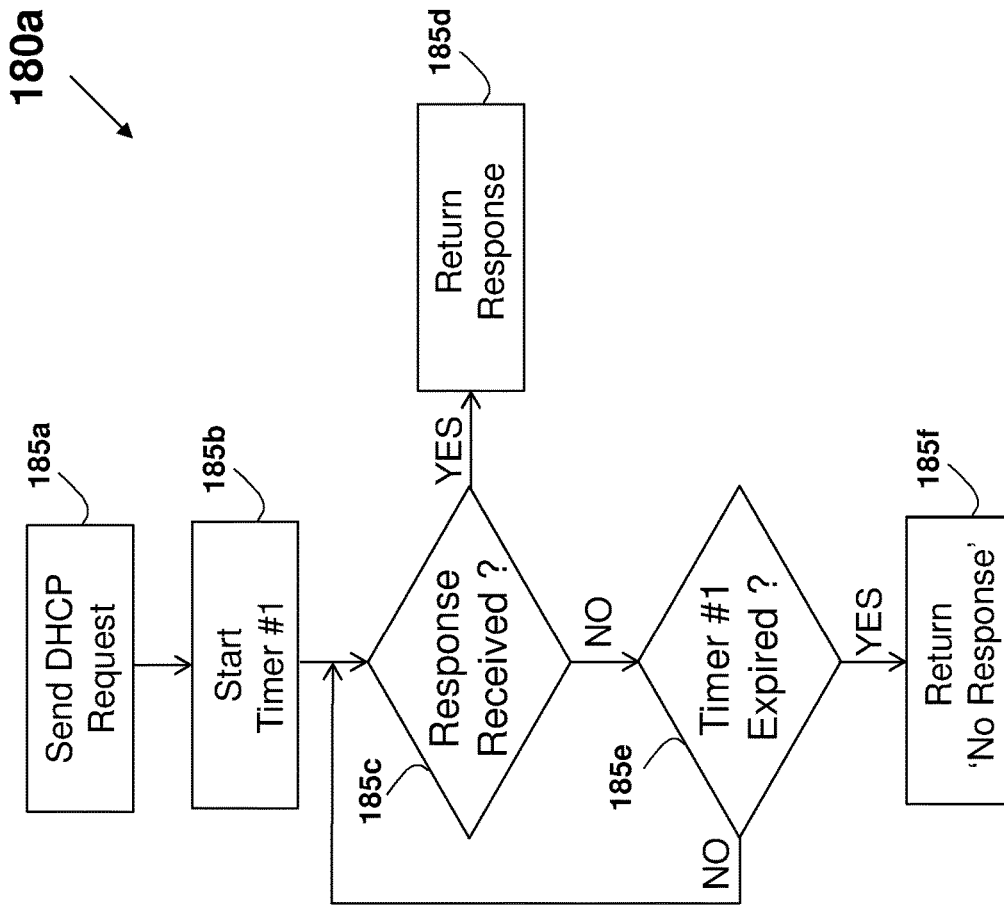 180a
185a
Send DHCP
Request
185b
Start
Timer #1
185c
Response
Received ?
YES
185d
Return
Response
NO
185e
Timer #1
Expired ?
NO
YES
185f
Return
'No Response'